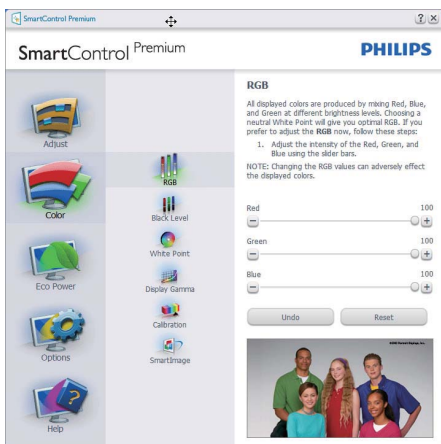 SmartControl Premium
SmartControl Premium
PHILIPS
Adjust
Color
Eco Power
Options
Help
RGB
Black Level
White Point
Display Gamma
Calibration
SmartImage
RGB
All displayed colors are produced by mixing Red, Blue,
and Green at different brightness levels. Choosing a
neutral White Point will give you optimal RGB. If you
prefer to adjust the RGB now, follow these steps:
1. Adjust the intensity of the Red, Green, and
Blue using the slider bars.
NOTE: Changing the RGB values can adversely effect
the displayed colors.
Red 100
Green 100
Blue 100
Undo Reset